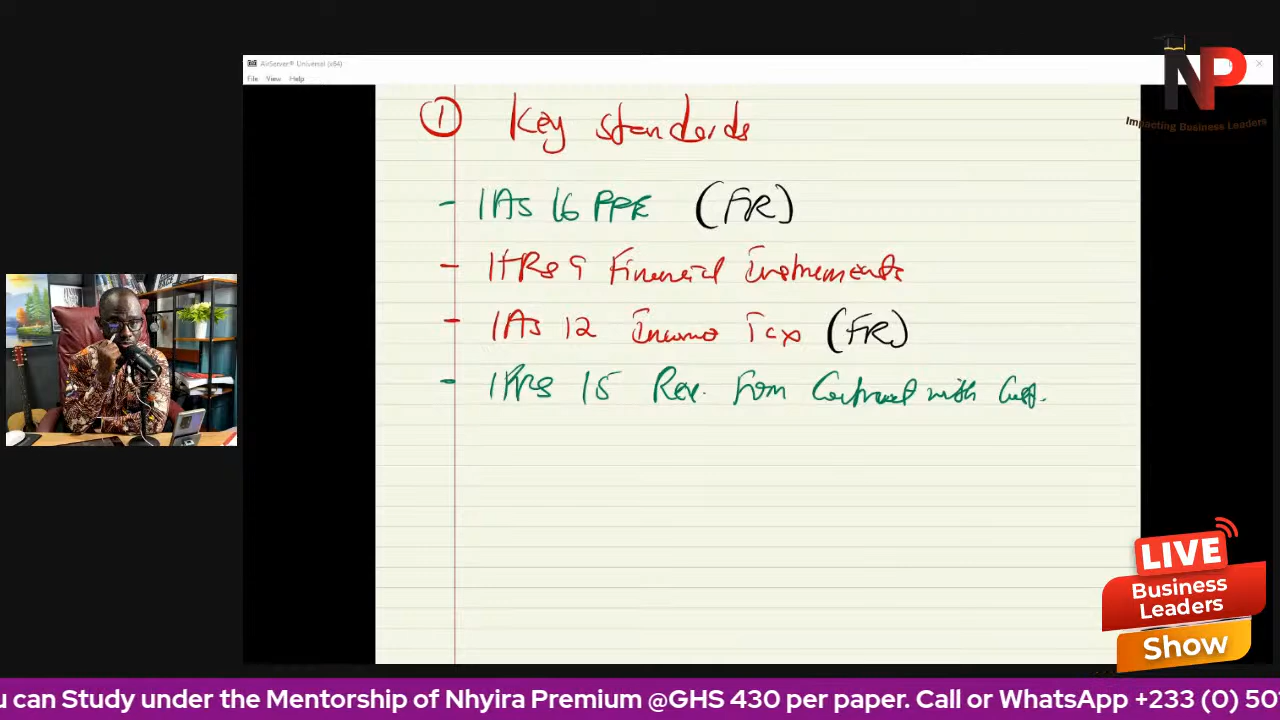 AirServer® Universal (x64)
File View Help
NP
Impacting Business Leaders
① Key standards
- IAS 16 PPE (FR)
- IFRS 9 Financial Instruments
- IAS 12 Income Tax (FR)
- IFRS 15 Rev. from Contract with Cust.
LIVE
Business
Leaders
Show
u can Study under the Mentorship of Nhyira Premium @GHS 430 per paper. Call or WhatsApp +233 (0) 50